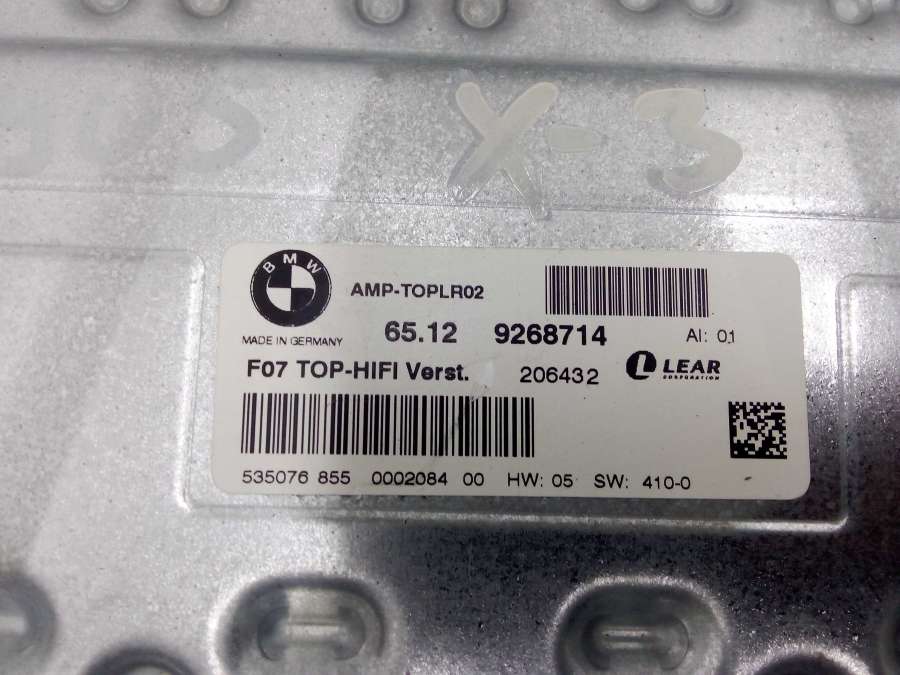 X-3
BMW
AMP-TOPLR02
MADE IN GERMANY
65.12 9268714 AI: 01
F07 TOP-HIFI Verst. 206432 LEAR
CORPORATION
535076 855 0002084 00 HW: 05 SW: 410-0